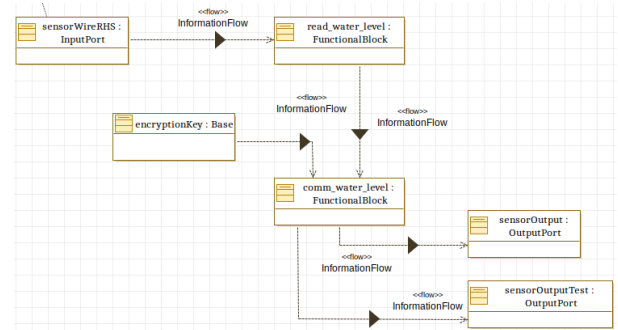 <<flow>>
InformationFlow
sensorWireRHS :
InputPort
read_water_level :
FunctionalBlock
<<flow>>
InformationFlow
<<flow>>
InformationFlow
encryptionKey : Base
comm_water_level :
FunctionalBlock
sensorOutput :
OutputPort
<<flow>>
InformationFlow
sensorOutputTest :
OutputPort
<<flow>>
InformationFlow